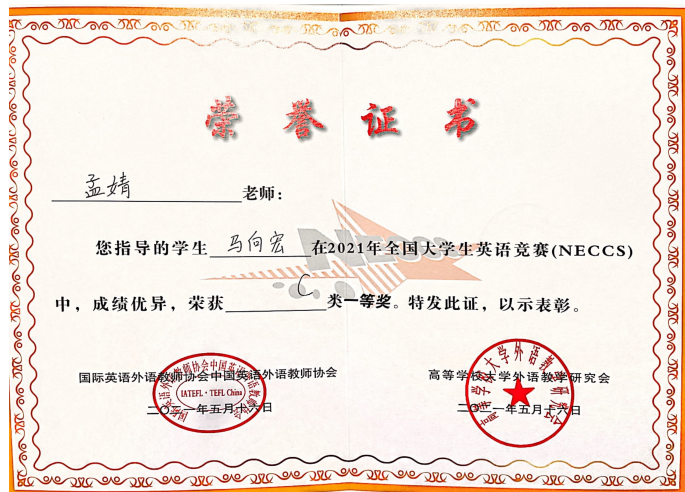 荣誉证书
孟婧 老师：
您指导的学生 马向宏 在2021年全国大学生英语竞赛(NECCS)
中，成绩优异，荣获 C 类一等奖。特发此证，以示表彰。
国际英语外语教师协会中国英语外语教师协会
高等学校大学外语教学研究会
IATEFL · TEFL China
二〇二一年五月十六日
二〇二一年五月十六日